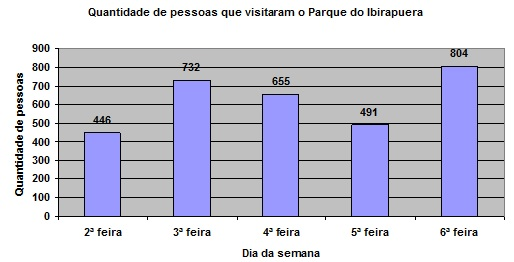 Quantidade de pessoas que visitaram o Parque do Ibirapuera
Quantidade de pessoas
900
800
700
600
500
400
300
200
100
0
446
732
655
491
804
2ª feira
3ª feira
4ª feira
5ª feira
6ª feira
Dia da semana